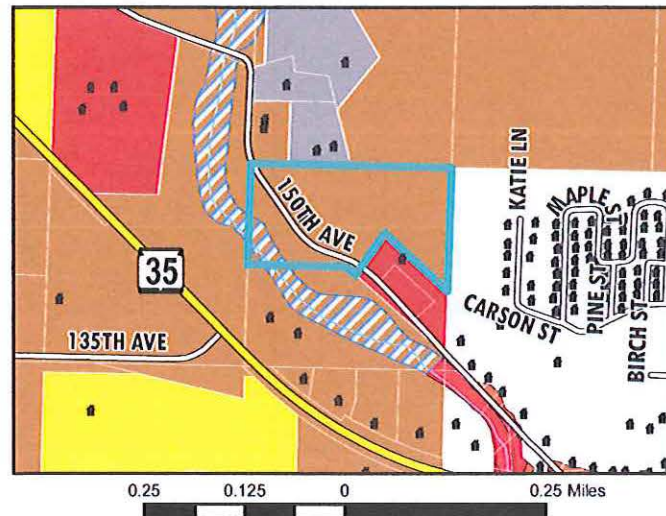 KATIE LN
MAPLE ST
150TH AVE
35
CARSON ST
PINE ST
BIRCH ST
135TH AVE
0.25 0.125 0 0.25 Miles